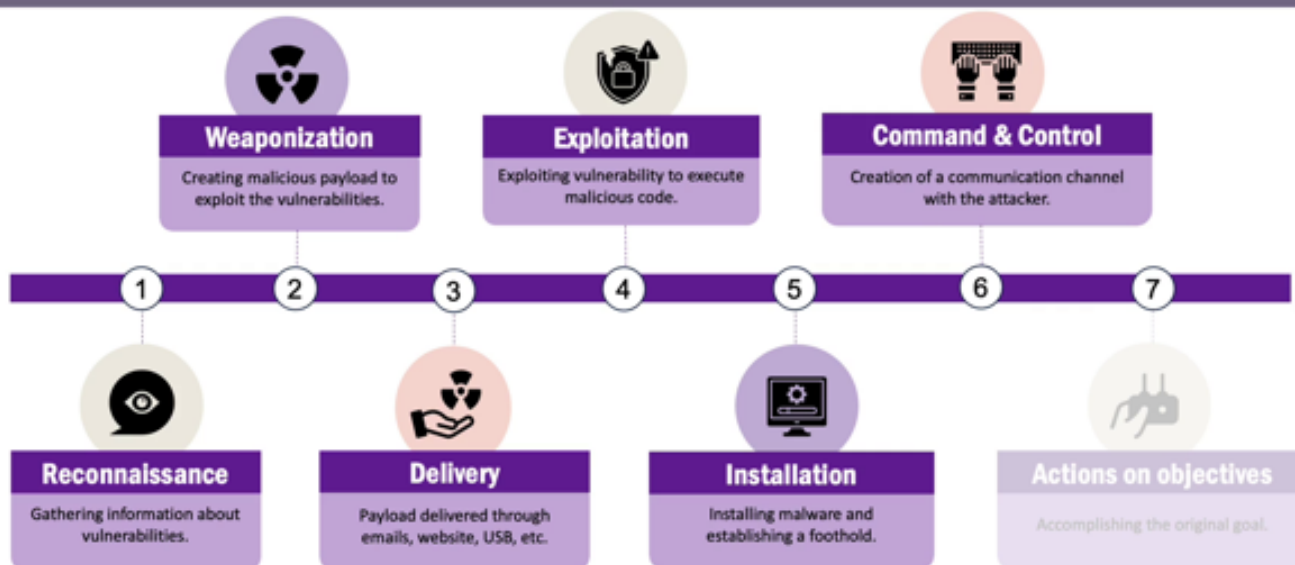 Weaponization
Creating malicious payload to
exploit the vulnerabilities.
Exploitation
Exploiting vulnerability to execute
malicious code.
Command & Control
Creation of a communication channel
with the attacker.
1
2
3
4
5
6
7
Reconnaissance
Gathering information about
vulnerabilities.
Delivery
Payload delivered through
emails, website, USB, etc.
Installation
Installing malware and
establishing a foothold.
Actions on objectives
Accomplishing the original goal.